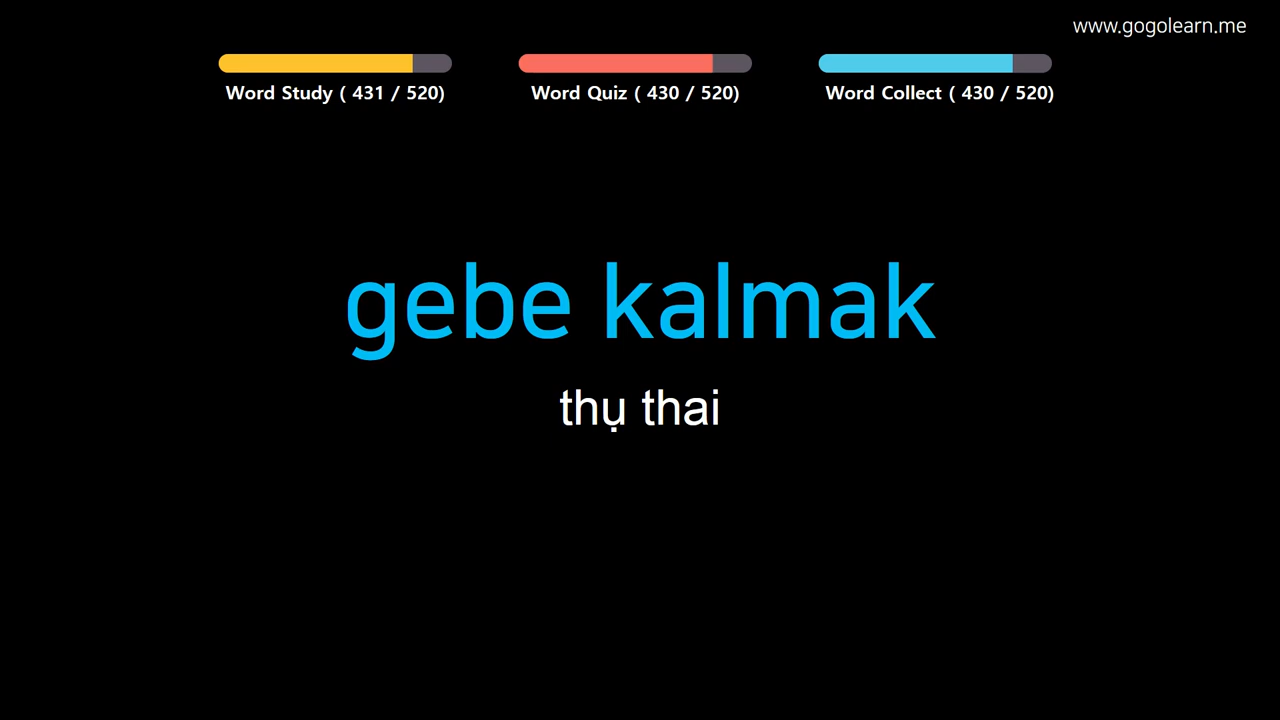 www.gogolearn.me
Word Study ( 431 / 520)
Word Quiz ( 430 / 520)
Word Collect ( 430 / 520)
gebe kalmak
thụ thai